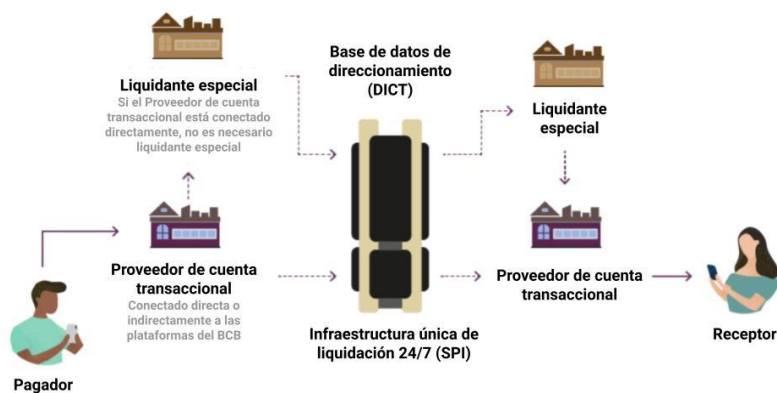 Liquidante especial
Si el Proveedor de cuenta
transaccional está conectado
directamente, no es necesario
liquidante especial
Base de datos de
direccionamiento
(DICT)
Liquidante
especial
Proveedor de cuenta
transaccional
Conectado directa o
indirectamente a las
plataformas del BCB
Infraestructura única de
liquidación 24/7 (SPI)
Proveedor de cuenta
transaccional
Pagador
Receptor